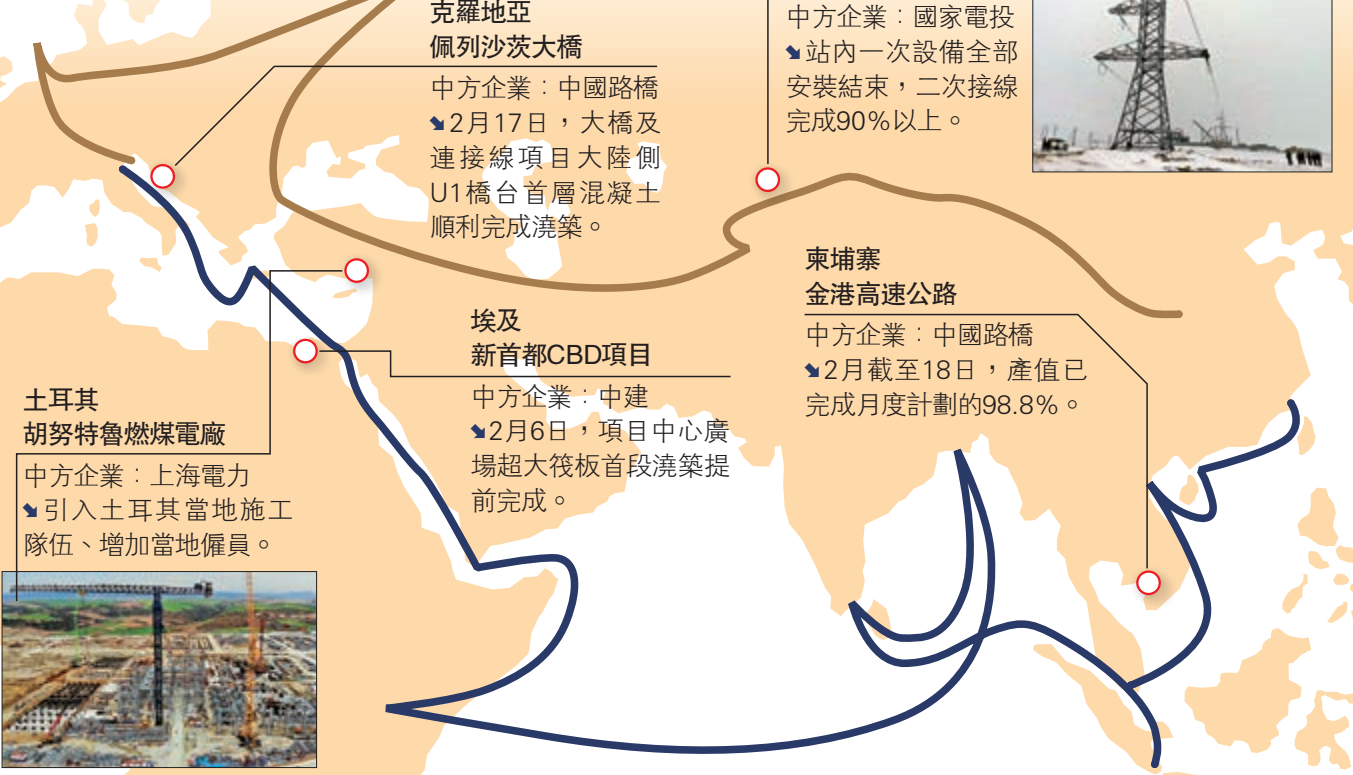 克羅地亞
佩列沙茨大橋
中方企業：中國路橋
➘2月17日，大橋及
連接線項目大陸側
U1橋台首層混凝土
順利完成澆築。
中方企業：國家電投
➘站內一次設備全部
安裝結束，二次接線
完成90%以上。
柬埔寨
金港高速公路
中方企業：中國路橋
➘2月截至18日，產值已
完成月度計劃的98.8%。
埃及
新首都CBD項目
中方企業：中建
➘2月6日，項目中心廣
場超大筏板首段澆築提
前完成。
土耳其
胡努特魯燃煤電廠
中方企業：上海電力
➘引入土耳其當地施工
隊伍、增加當地僱員。